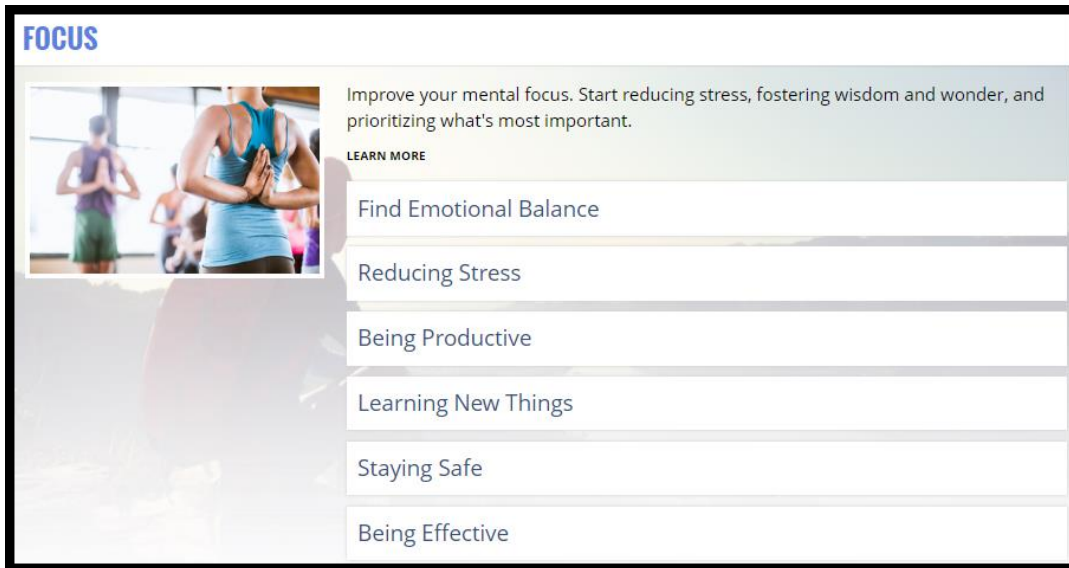 FOCUS
Improve your mental focus. Start reducing stress, fostering wisdom and wonder, and
prioritizing what's most important.
LEARN MORE
Find Emotional Balance
Reducing Stress
Being Productive
Learning New Things
Staying Safe
Being Effective